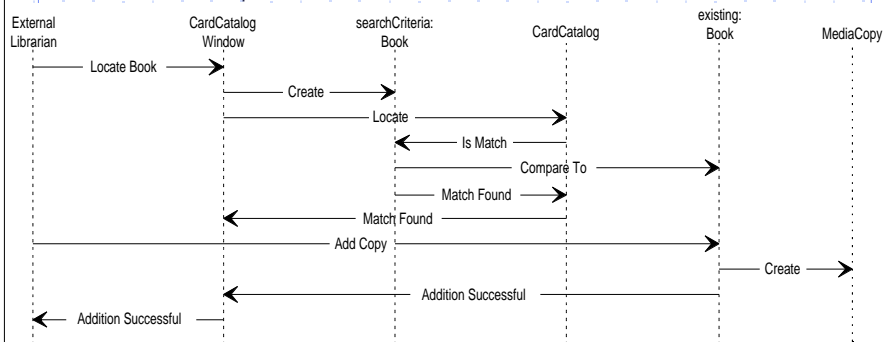 External
Librarian
CardCatalog
Window
searchCriteria:
Book
CardCatalog
existing:
Book
MediaCopy
Locate Book
Create
Locate
Is Match
Compare To
Match Found
Match Found
Add Copy
Create
Addition Successful
Addition Successful